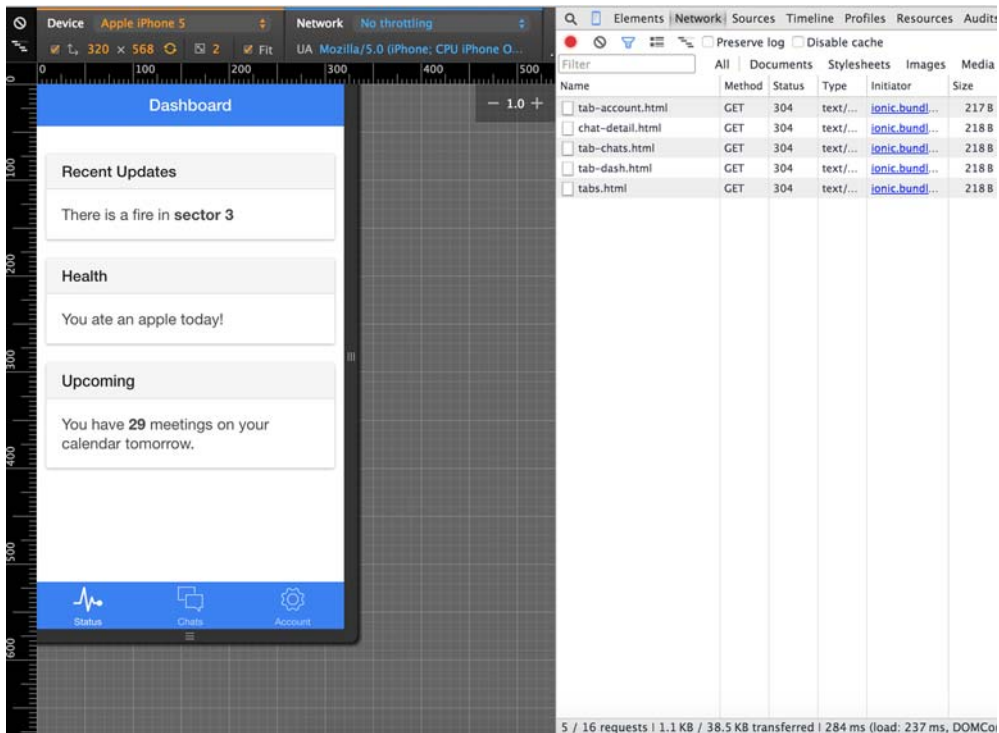 Device Apple iPhone 5 Network No throttling
320 × 568 2 Fit UA Mozilla/5.0 (iPhone; CPU iPhone O...
0 100 200 300 400 500
Dashboard
− 1.0 +
Recent Updates
There is a fire in sector 3
Health
You ate an apple today!
Upcoming
You have 29 meetings on your
calendar tomorrow.
Status Chats Account
0
100
200
300
400
500
600
Elements Network Sources Timeline Profiles Resources Audits
Preserve log Disable cache
Filter All Documents Stylesheets Images Media
Name Method Status Type Initiator Size
tab-account.html GET 304 text/... ionic.bundl... 217 B
chat-detail.html GET 304 text/... ionic.bundl... 218 B
tab-chats.html GET 304 text/... ionic.bundl... 218 B
tab-dash.html GET 304 text/... ionic.bundl... 218 B
tabs.html GET 304 text/... ionic.bundl... 218 B
5 / 16 requests | 1.1 KB / 38.5 KB transferred | 284 ms (load: 237 ms, DOMCo